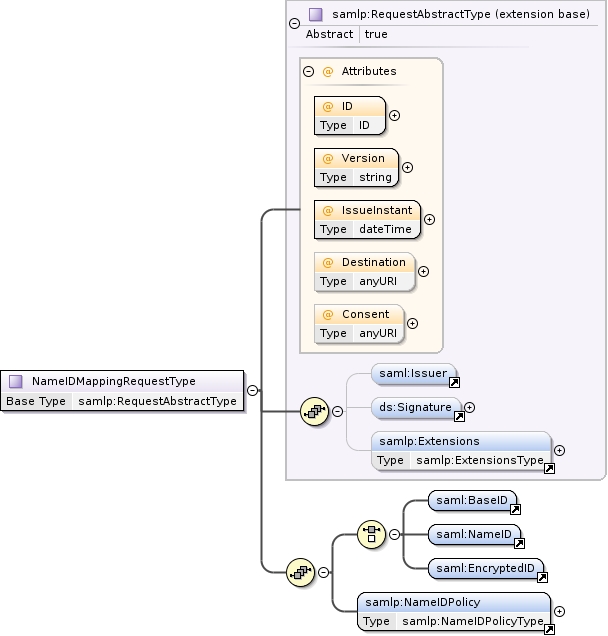 samlp:RequestAbstractType (extension base)
Abstract true
@ Attributes
@ ID
Type ID
@ Version
Type string
@ IssueInstant
Type dateTime
@ Destination
Type anyURI
@ Consent
Type anyURI
NameIDMappingRequestType
Base Type samlp:RequestAbstractType
saml:Issuer
ds:Signature
samlp:Extensions
Type samlp:ExtensionsType
saml:BaseID
saml:NameID
saml:EncryptedID
samlp:NameIDPolicy
Type samlp:NameIDPolicyType